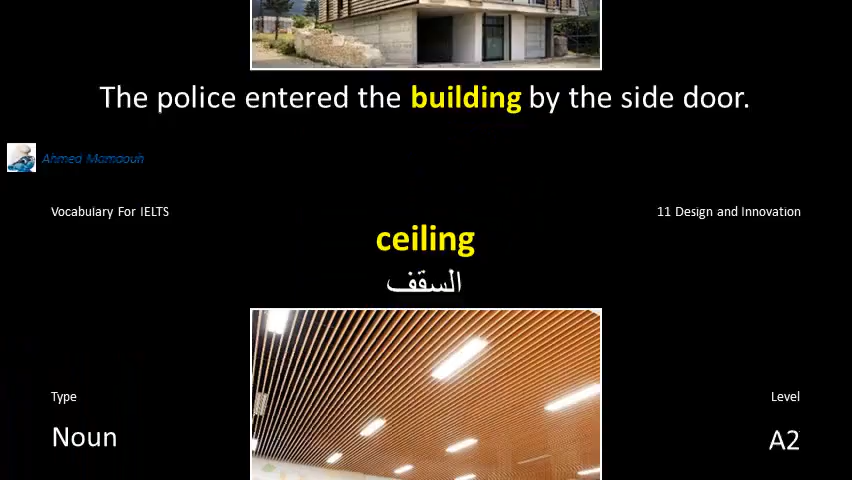 The police entered the building by the side door.
Ahmed Mamdouh
Vocabulary For IELTS
11 Design and Innovation
ceiling
السقف
Type
Level
Noun
A2